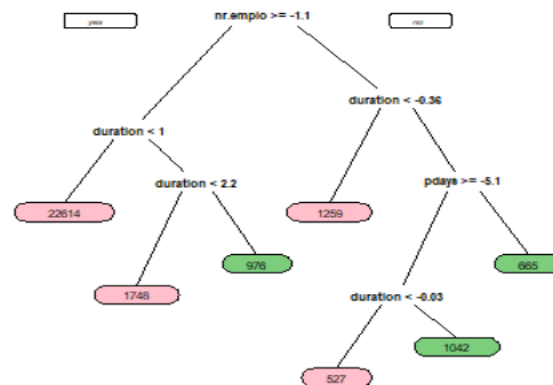 yes
nr.emplo >= -1.1
no
duration < -0.36
duration < 1
duration < 2.2
pdays >= -5.1
22614
1259
976
665
1748
duration < -0.03
1042
527